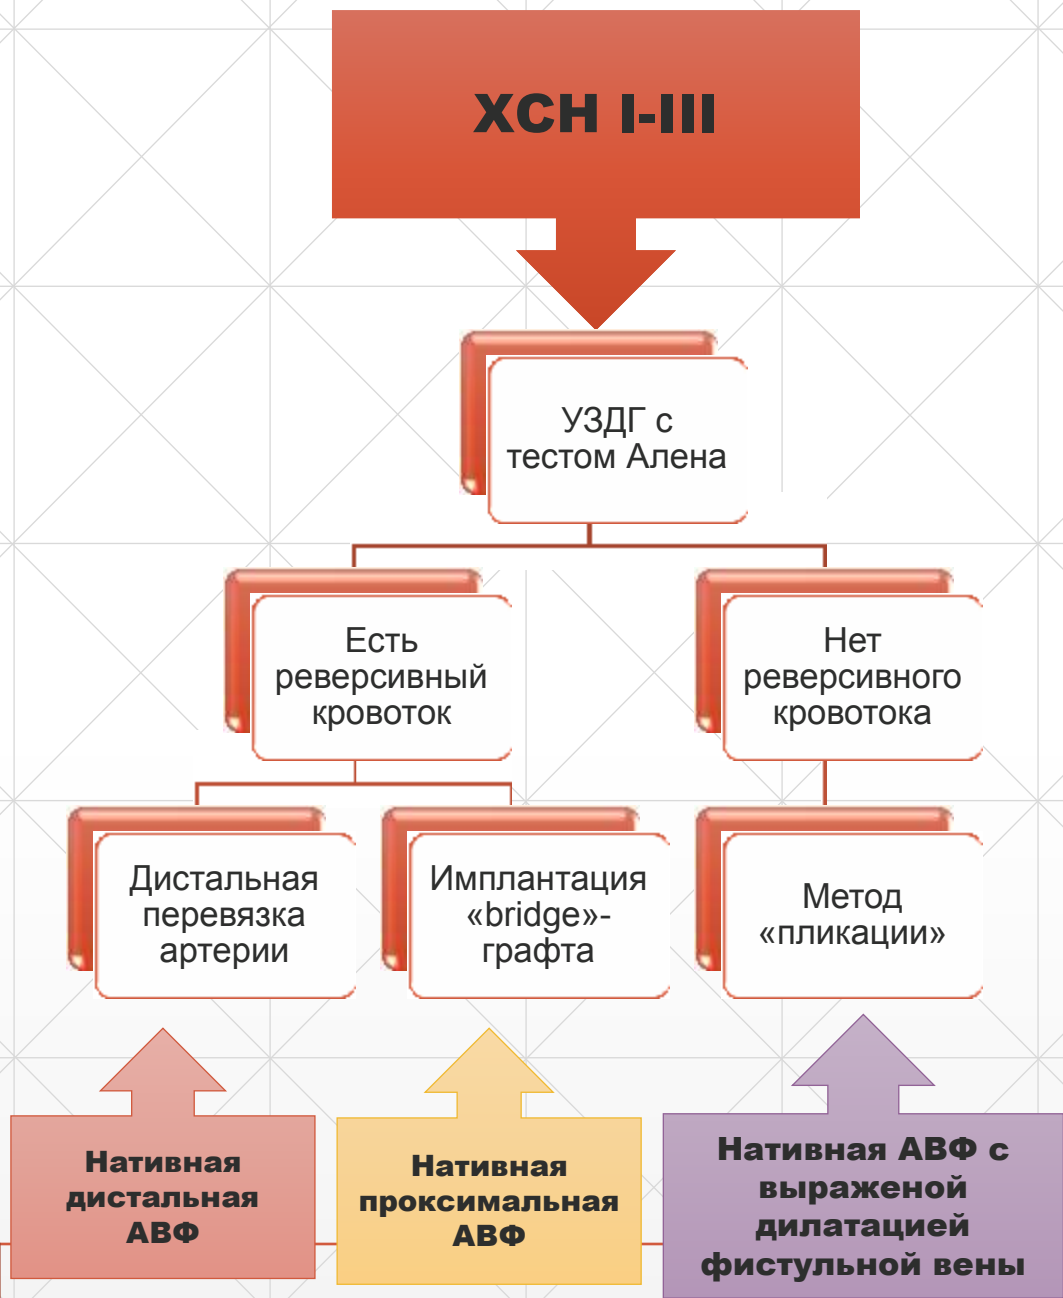 ХСН I-III
УЗДГ с
тестом Алена
Есть
реверсивный
кровоток
Нет
реверсивного
кровотока
Дистальная
перевязка
артерии
Имплантация
«bridge»-
графта
Метод
«пликации»
Нативная
дистальная
АВФ
Нативная
проксимальная
АВФ
Нативная АВФ с
выраженой
дилатацией
фистульной вены